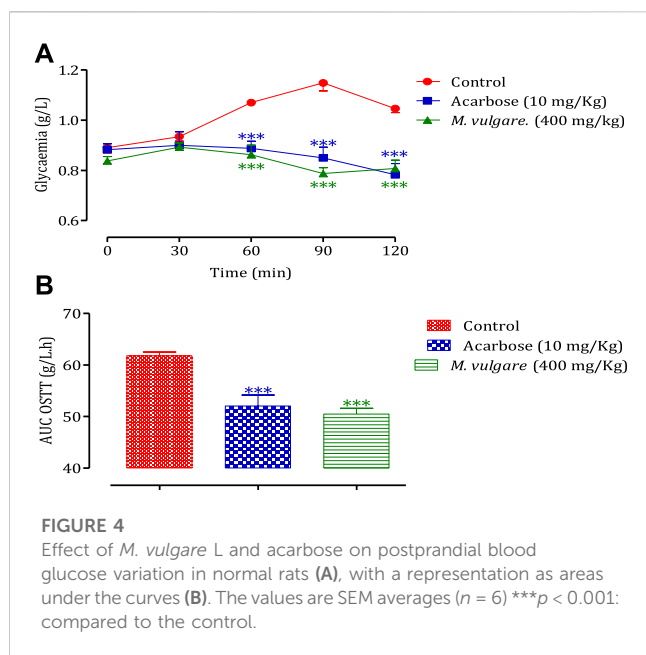 A
1.2
1.0
0.8
0.6
Glycaemia (g/L)
*** *** ***
*** *** ***
0 30 60 90 120
Time (min)
Control
Acarbose (10 mg/Kg)
M. vulgare. (400 mg/kg)
B
70
60
50
40
AUC OSTT (g/L.h)
*** ***
Control
Acarbose (10 mg/Kg)
M. vulgare (400 mg/Kg)
FIGURE 4
Effect of M. vulgare L and acarbose on postprandial blood
glucose variation in normal rats (A), with a representation as areas
under the curves (B). The values are SEM averages (n = 6) ***p < 0.001:
compared to the control.